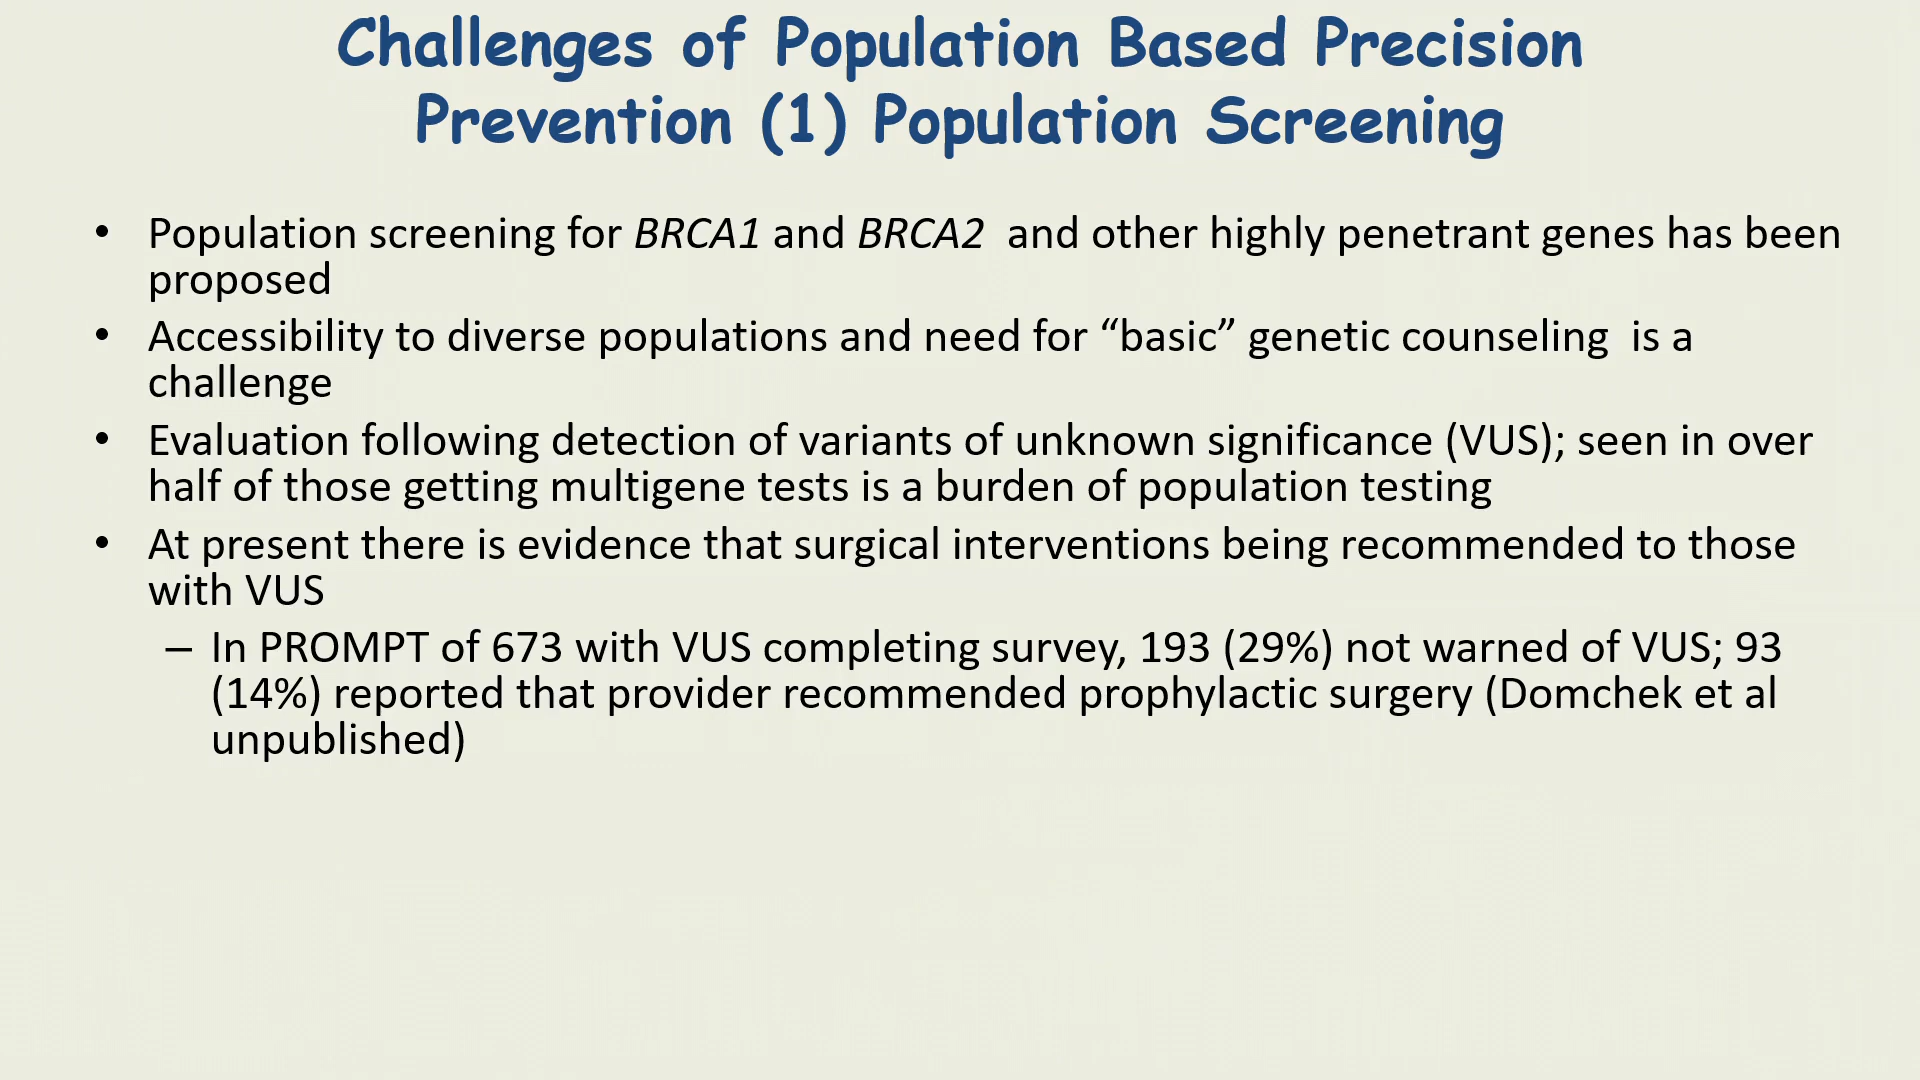 Challenges of Population Based Precision
Prevention (1) Population Screening
• Population screening for BRCA1 and BRCA2 and other highly penetrant genes has been
proposed
• Accessibility to diverse populations and need for “basic” genetic counseling is a
challenge
• Evaluation following detection of variants of unknown significance (VUS); seen in over
half of those getting multigene tests is a burden of population testing
• At present there is evidence that surgical interventions being recommended to those
with VUS
– In PROMPT of 673 with VUS completing survey, 193 (29%) not warned of VUS; 93
(14%) reported that provider recommended prophylactic surgery (Domchek et al
unpublished)